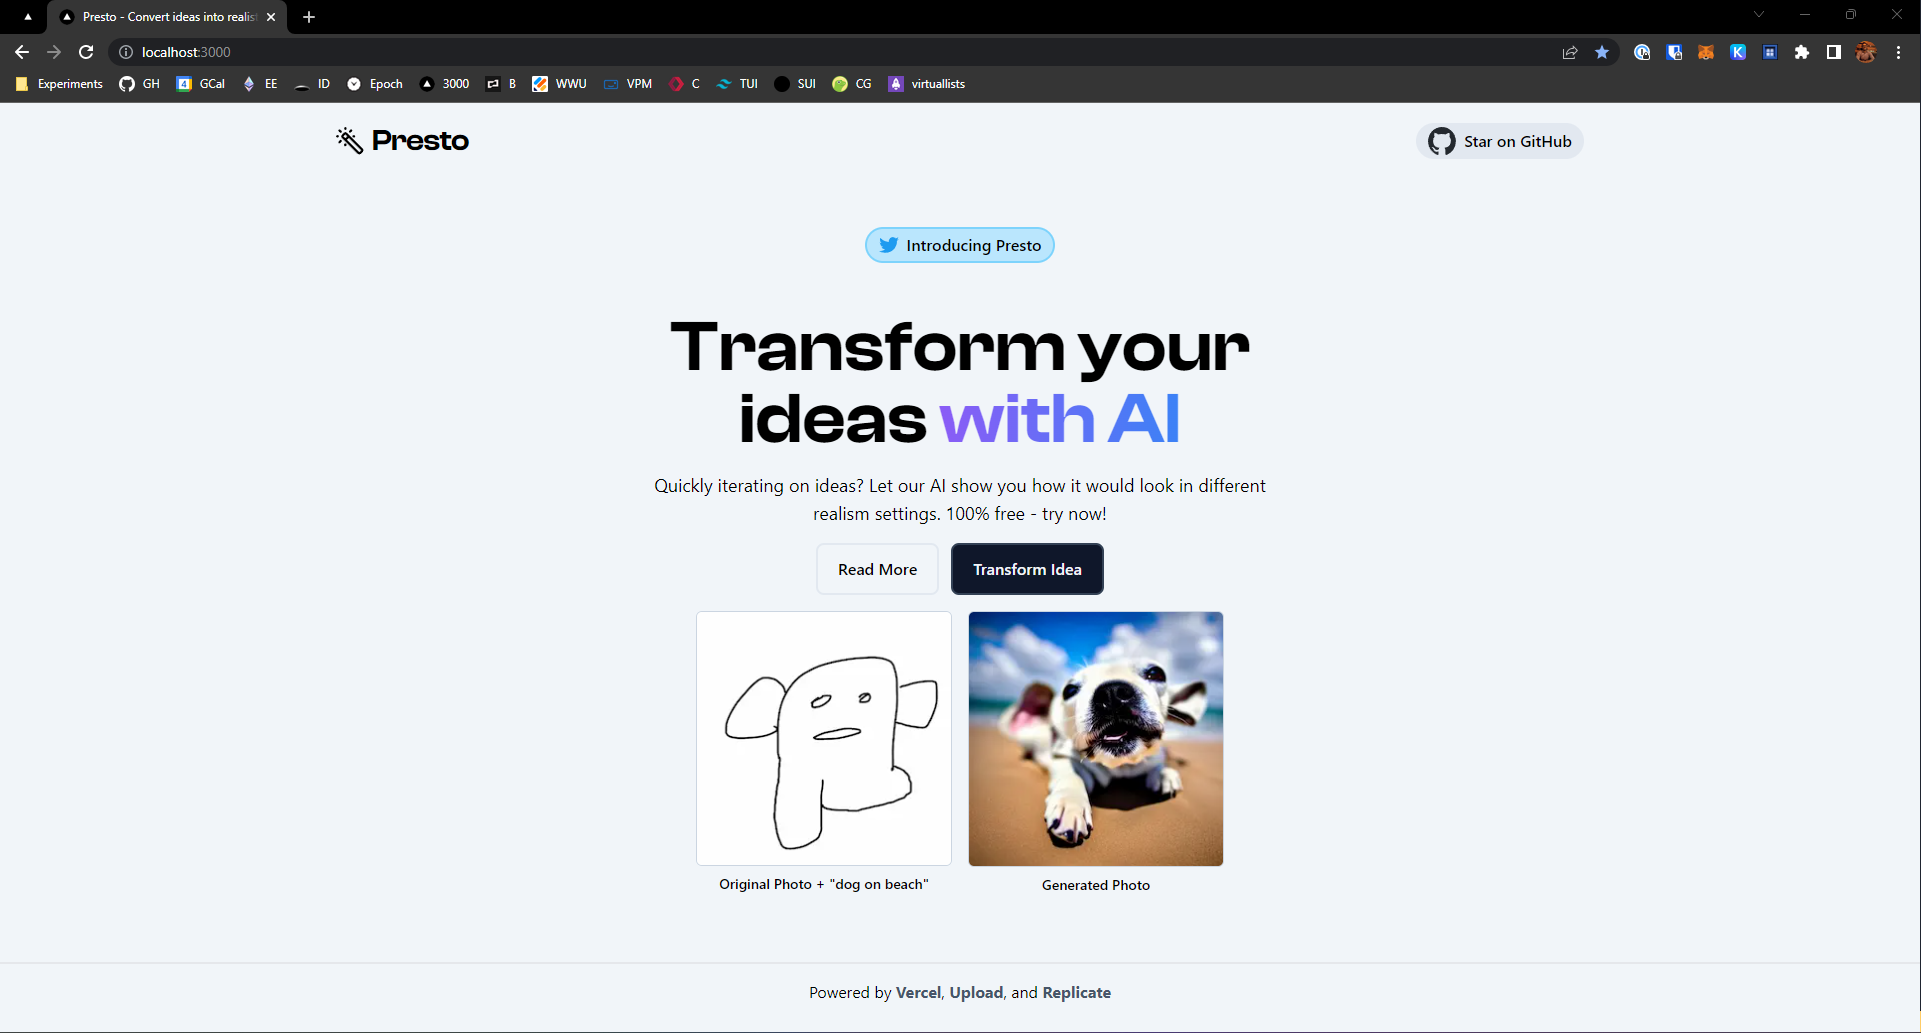 Presto - Convert ideas into realist
localhost:3000
Experiments GH GCal EE ID Epoch 3000 B WWU VPM C TUI SUI CG virtuallists
Presto
Star on GitHub
Introducing Presto
Transform your
ideas with AI
Quickly iterating on ideas? Let our AI show you how it would look in different
realism settings. 100% free - try now!
Read More
Transform Idea
Original Photo + "dog on beach"
Generated Photo
Powered by Vercel, Upload, and Replicate